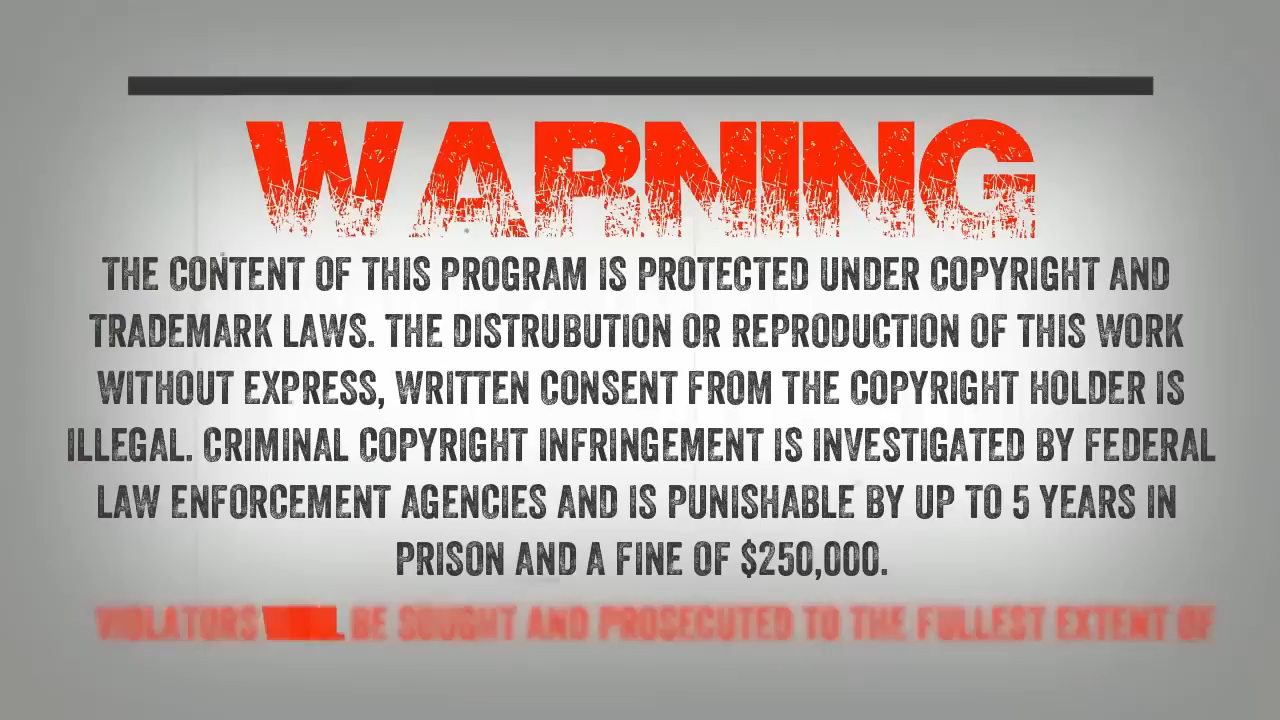 WARNING
THE CONTENT OF THIS PROGRAM IS PROTECTED UNDER COPYRIGHT AND
TRADEMARK LAWS. THE DISTRUBUTION OR REPRODUCTION OF THIS WORK
WITHOUT EXPRESS, WRITTEN CONSENT FROM THE COPYRIGHT HOLDER IS
ILLEGAL. CRIMINAL COPYRIGHT INFRINGEMENT IS INVESTIGATED BY FEDERAL
LAW ENFORCEMENT AGENCIES AND IS PUNISHABLE BY UP TO 5 YEARS IN
PRISON AND A FINE OF $250,000.
VIOLATORS WILL BE SOUGHT AND PROSECUTED TO THE FULLEST EXTENT OF